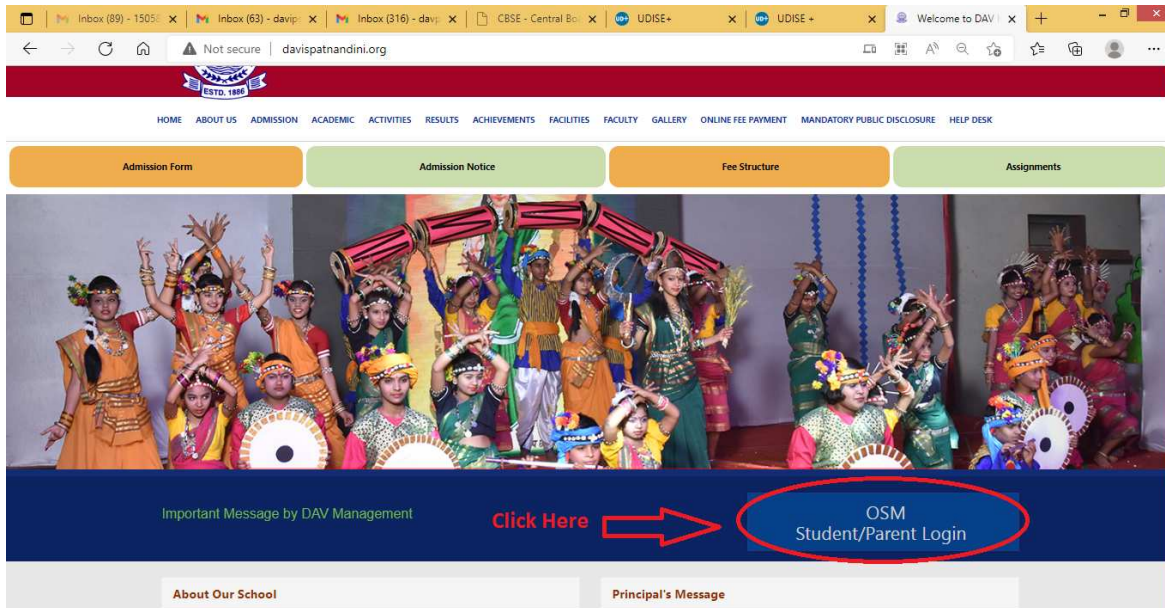 Inbox (89) - 15058
Inbox (63) - davip
Inbox (316) - davp
CBSE - Central Bo
UDISE+
UDISE +
Welcome to DAV
Not secure | davispatnandini.org
ESTD. 1886
HOME ABOUT US ADMISSION ACADEMIC ACTIVITIES RESULTS ACHIEVEMENTS FACILITIES FACULTY GALLERY ONLINE FEE PAYMENT MANDATORY PUBLIC DISCLOSURE HELP DESK
Admission Form
Admission Notice
Fee Structure
Assignments
Important Message by DAV Management
Click Here
OSM
Student/Parent Login
About Our School
Principal's Message